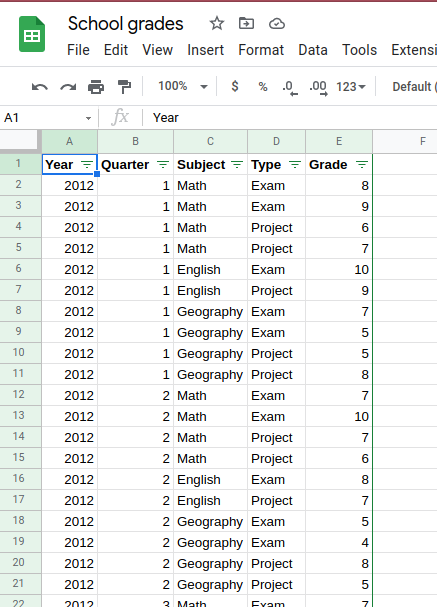 School grades
File Edit View Insert Format Data Tools Extensi
100% $ % .0 .00 123 Default (
A1 fx Year
A B C D E F
1 Year Quarter Subject Type Grade
2 2012 1 Math Exam 8
3 2012 1 Math Exam 9
4 2012 1 Math Project 6
5 2012 1 Math Project 7
6 2012 1 English Exam 10
7 2012 1 English Project 9
8 2012 1 Geography Exam 7
9 2012 1 Geography Exam 5
10 2012 1 Geography Project 5
11 2012 1 Geography Project 8
12 2012 2 Math Exam 7
13 2012 2 Math Exam 10
14 2012 2 Math Project 7
15 2012 2 Math Project 6
16 2012 2 English Exam 8
17 2012 2 English Project 7
18 2012 2 Geography Exam 5
19 2012 2 Geography Exam 4
20 2012 2 Geography Project 8
21 2012 2 Geography Project 5
22 2012 3 Math Exam 7